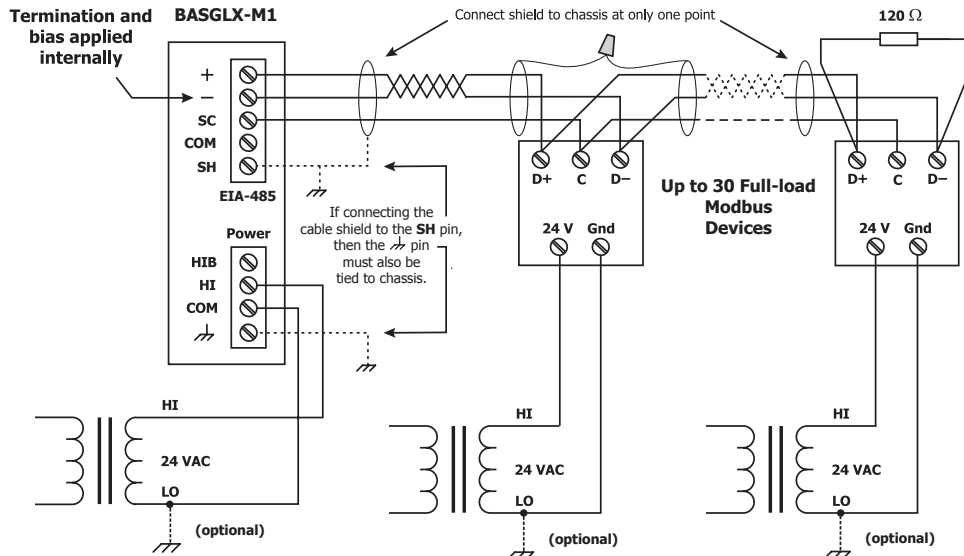 Termination and
bias applied
internally
BASGLX-M1
Connect shield to chassis at only one point
120 Ω
+
−
SC
COM
SH
EIA-485
D+ C D−
Up to 30 Full-load
Modbus
Devices
D+ C D−
If connecting the
cable shield to the SH pin,
then the pin
must also be
tied to chassis.
24 V Gnd
24 V Gnd
Power
HIB
HI
COM
HI
24 VAC
LO
(optional)
HI
24 VAC
LO
(optional)
HI
24 VAC
LO
(optional)